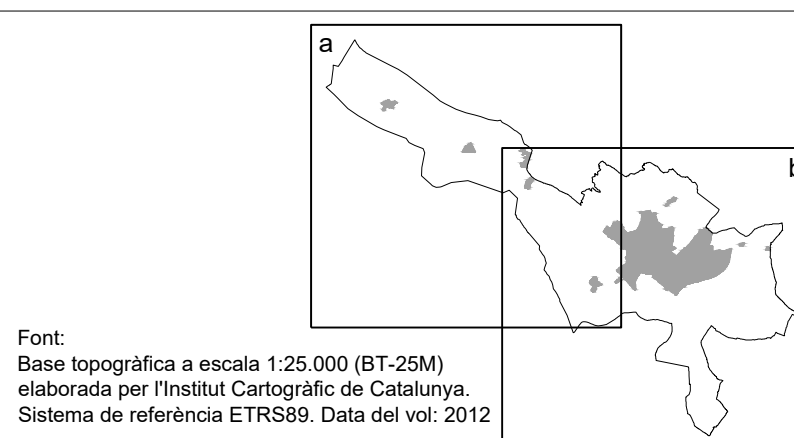 a
b
Font:
Base topogràfica a escala 1:25.000 (BT-25M)
elaborada per l'Institut Cartogràfic de Catalunya.
Sistema de referència ETRS89. Data del vol: 2012